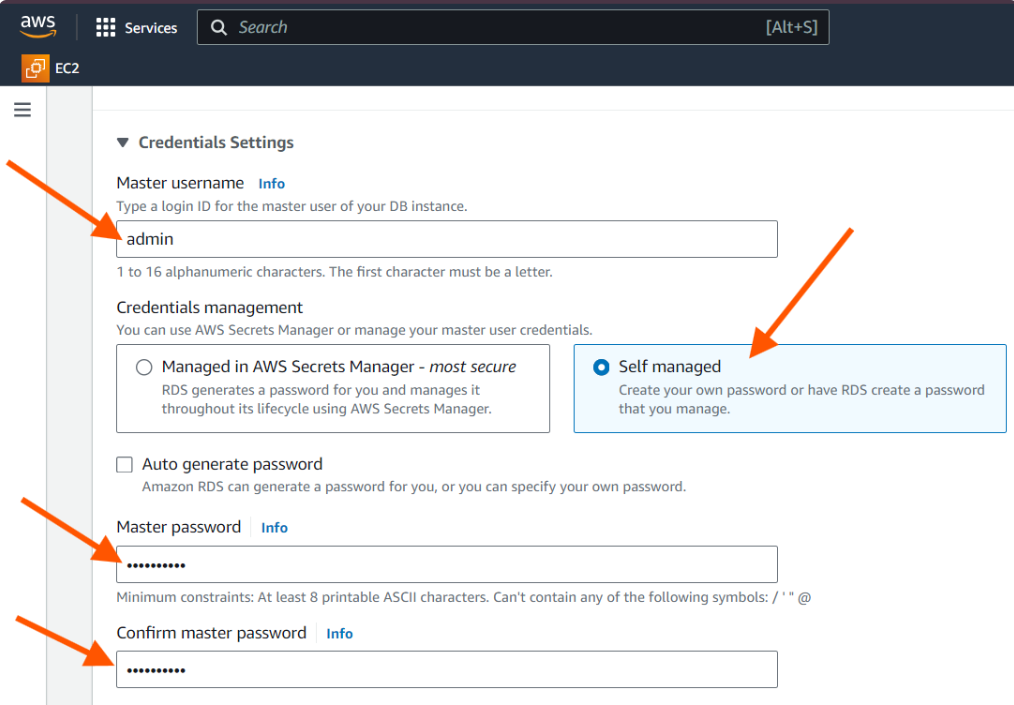 aws
Services
Search
[Alt+S]
EC2
Credentials Settings
Master username Info
Type a login ID for the master user of your DB instance.
admin
1 to 16 alphanumeric characters. The first character must be a letter.
Credentials management
You can use AWS Secrets Manager or manage your master user credentials.
Managed in AWS Secrets Manager - most secure
RDS generates a password for you and manages it
throughout its lifecycle using AWS Secrets Manager.
Self managed
Create your own password or have RDS create a password
that you manage.
Auto generate password
Amazon RDS can generate a password for you, or you can specify your own password.
Master password Info
••••••••••
Minimum constraints: At least 8 printable ASCII characters. Can't contain any of the following symbols: / ' " @
Confirm master password Info
••••••••••